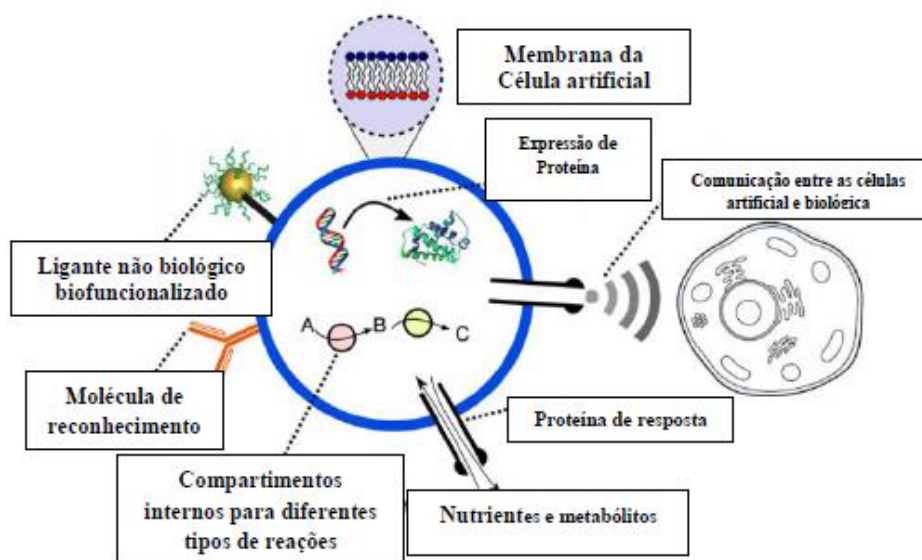 Membrana da
Célula artificial
Expressão de
Proteína
Comunicação entre as células
artificial e biológica
Ligante não biológico
biofuncionalizado
A
B
C
Molécula de
reconhecimento
Proteína de resposta
Compartimentos
internos para diferentes
tipos de reações
Nutrientes e metabólitos